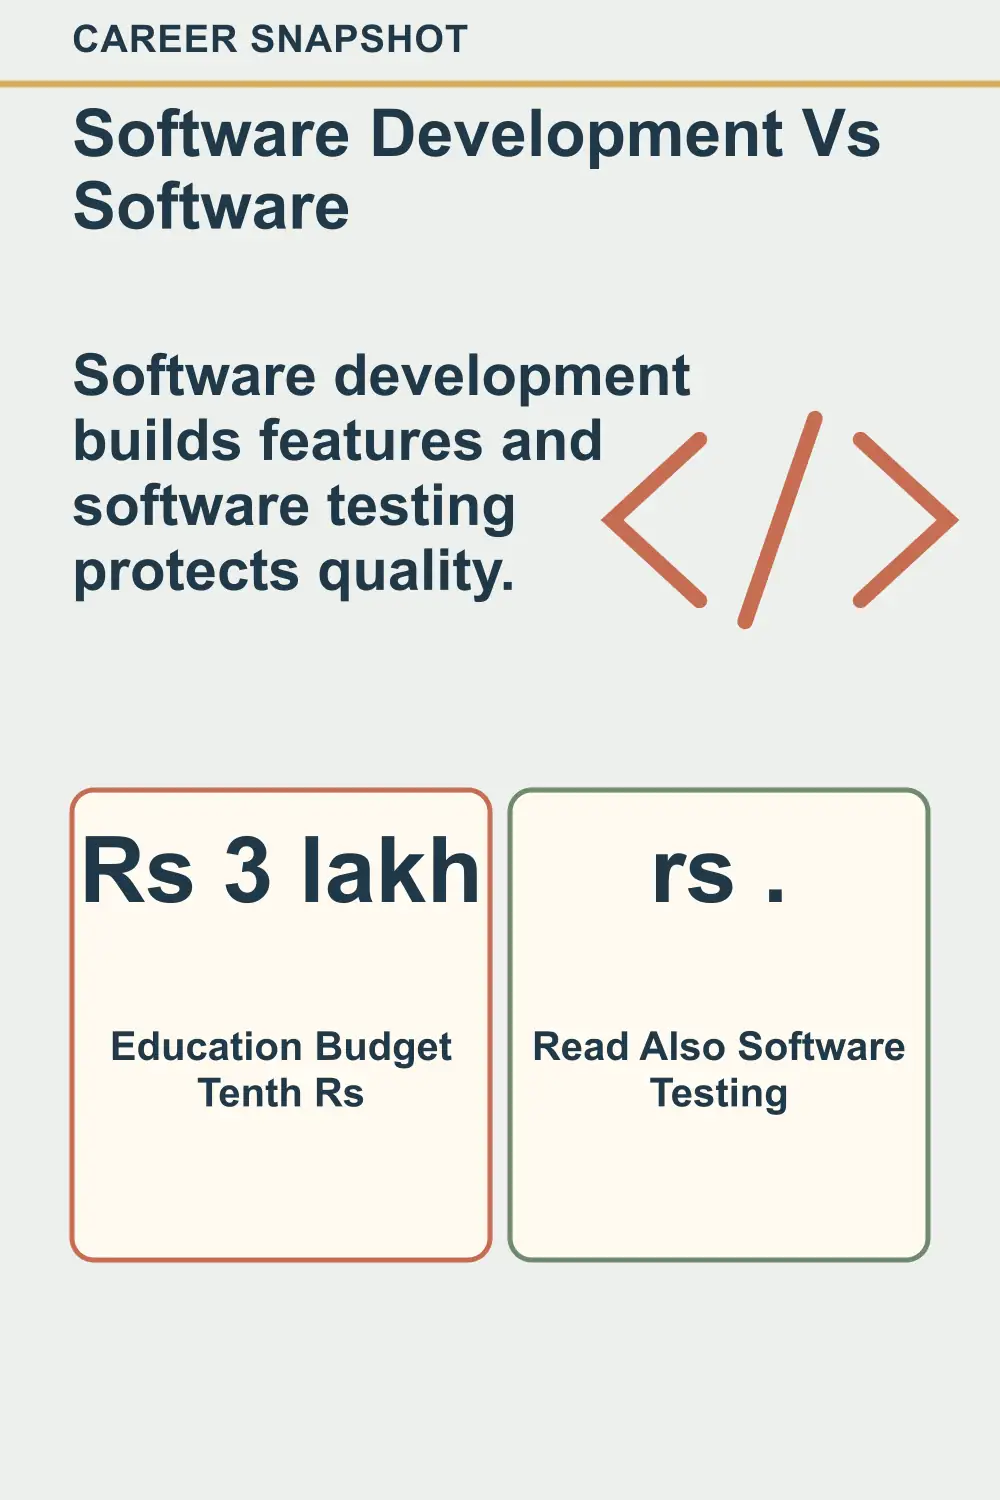 CAREER SNAPSHOT
Software Development Vs
Software
Software development
builds features and
software testing
protects quality.
</>
Rs 3 lakh
Education Budget
Tenth Rs
rs .
Read Also Software
Testing